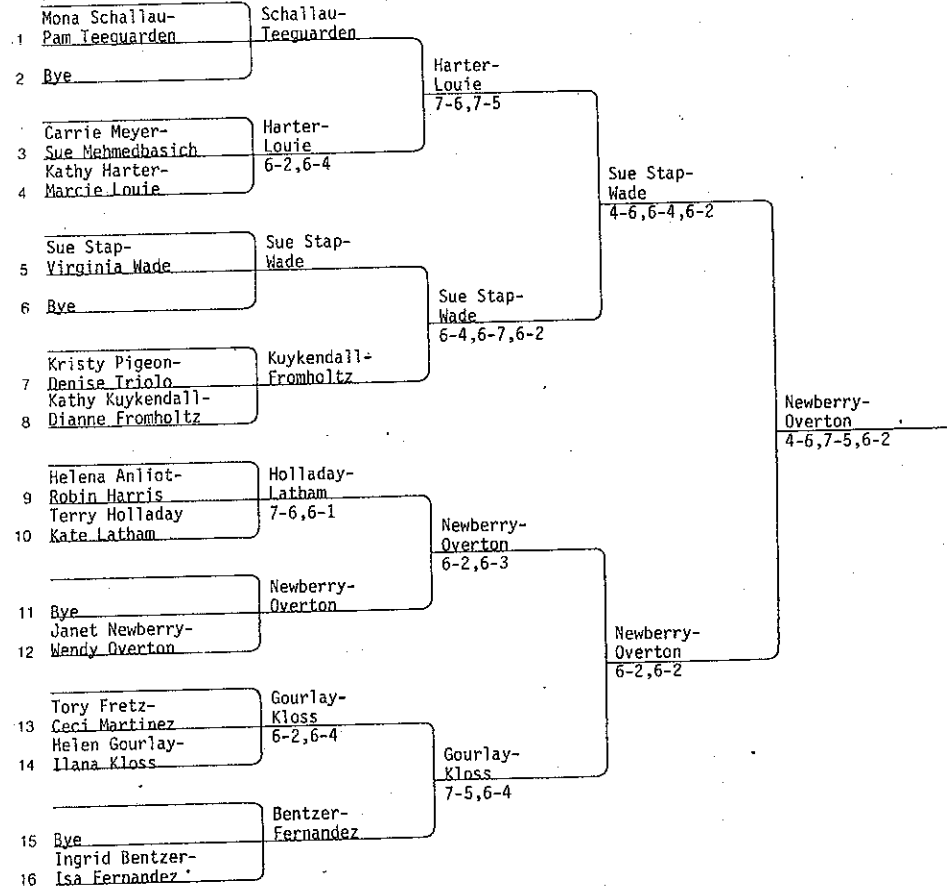 Mona Schallau-
1 Pam Teeguarden
2 Bye
Carrie Meyer-
3 Sue Mehmedbasich
Kathy Harter-
4 Marcie Louie
Sue Stap-
5 Virginia Wade
6 Bye
Kristy Pigeon-
7 Denise Triolo
Kathy Kuykendall-
8 Dianne Fromholtz
Helena Anliot-
9 Robin Harris
Terry Holladay
10 Kate Latham
11 Bye
Janet Newberry-
12 Wendy Overton
Tory Fretz-
13 Ceci Martinez
Helen Gourlay-
14 Ilana Kloss
15 Bye
Ingrid Bentzer-
16 Isa Fernandez
Schallau-
Teeguarden
Harter-
Louie
6-2,6-4
Sue Stap-
Wade
Kuykendall-
Fromholtz
Holladay-
Latham
7-6,6-1
Newberry-
Overton
Gourlay-
Kloss
6-2,6-4
Bentzer-
Fernandez
Harter-
Louie
7-6,7-5
Sue Stap-
Wade
6-4,6-7,6-2
Newberry-
Overton
6-2,6-3
Gourlay-
Kloss
7-5,6-4
Sue Stap-
Wade
4-6,6-4,6-2
Newberry-
Overton
6-2,6-2
Newberry-
Overton
4-6,7-5,6-2